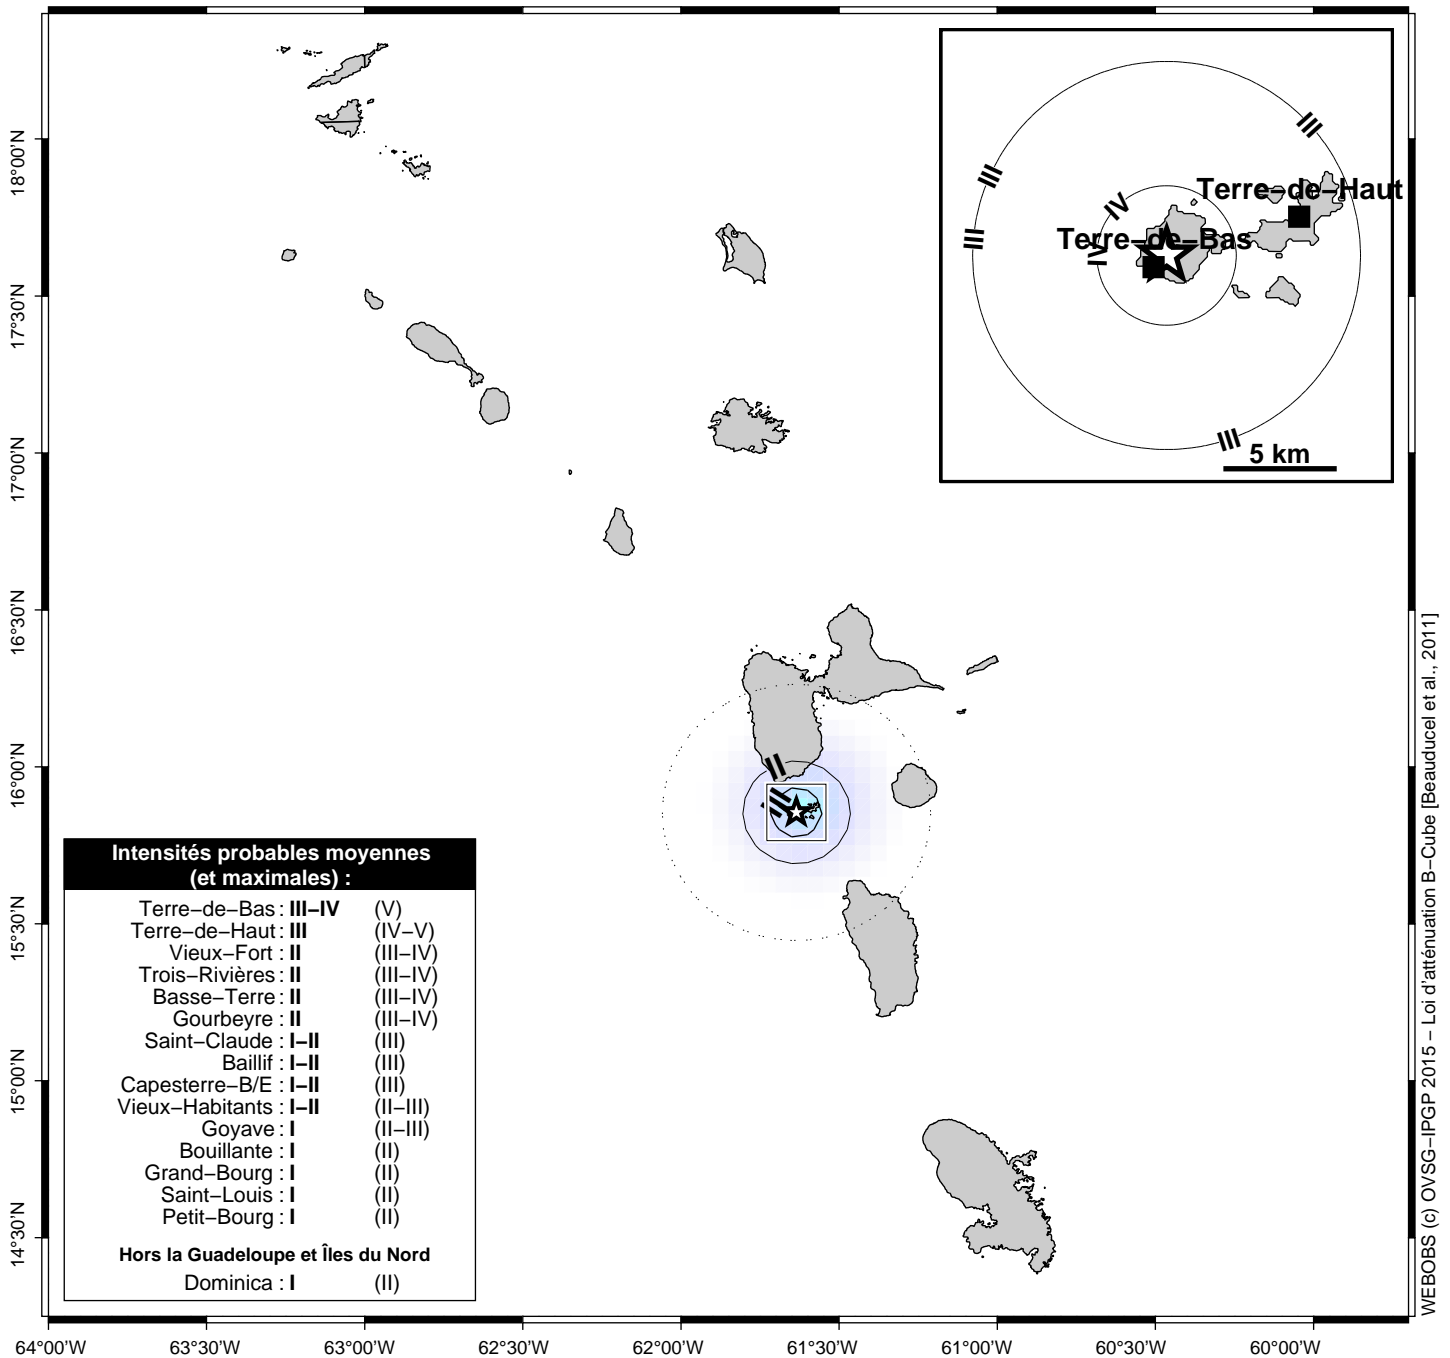 18°00'N
17°30'N
17°00'N
16°30'N
16°00'N
15°30'N
15°00'N
14°30'N
64°00'W
63°30'W
63°00'W
62°30'W
62°00'W
61°30'W
61°00'W
60°30'W
60°00'W
III
III
III
III
IV
IV
Terre−de−Haut
Terre−de−Bas
5 km
II
III
Intensités probables moyennes
(et maximales) :
Terre−de−Bas : III−IV (V)
Terre−de−Haut : III (IV−V)
Vieux−Fort : II (III−IV)
Trois−Rivières : II (III−IV)
Basse−Terre : II (III−IV)
Gourbeyre : II (III−IV)
Saint−Claude : I−II (III)
Baillif : I−II (III)
Capesterre−B/E : I−II (III)
Vieux−Habitants : I−II (II−III)
Goyave : I (II−III)
Bouillante : I (II)
Grand−Bourg : I (II)
Saint−Louis : I (II)
Petit−Bourg : I (II)
Hors la Guadeloupe et Îles du Nord
Dominica : I (II)
WEBOBS (c) OVSG−IPGP 2015 − Loi d'atténuation B−Cube [Beauducel et al., 2011]